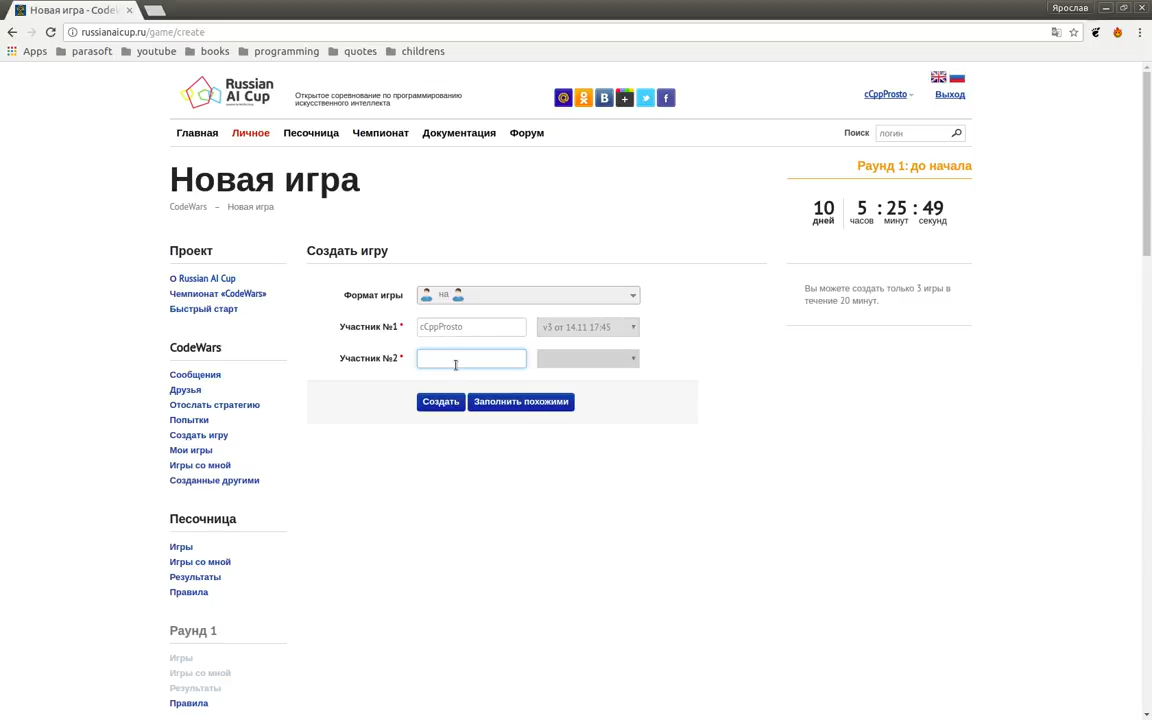 Новая игра - CodeW
Ярослав
russianaicup.ru/game/create
Apps
parasoft
youtube
books
programming
quotes
childrens
Russian
AI Cup
Открытое соревнование по программированию
искусственного интеллекта
cCppProsto
Выход
Главная
Личное
Песочница
Чемпионат
Документация
Форум
Поиск
логин
Новая игра
CodeWars – Новая игра
Раунд 1: до начала
10 5 : 25 : 49
дней часов минут секунд
Проект
О Russian AI Cup
Чемпионат «CodeWars»
Быстрый старт
CodeWars
Сообщения
Друзья
Отослать стратегию
Попытки
Создать игру
Мои игры
Игры со мной
Созданные другими
Песочница
Игры
Игры со мной
Результаты
Правила
Раунд 1
Игры
Игры со мной
Результаты
Правила
Создать игру
Формат игры
на
Участник №1 *
cCppProsto
v3 от 14.11 17:45
Участник №2 *
Создать
Заполнить похожими
Вы можете создать только 3 игры в
течение 20 минут.